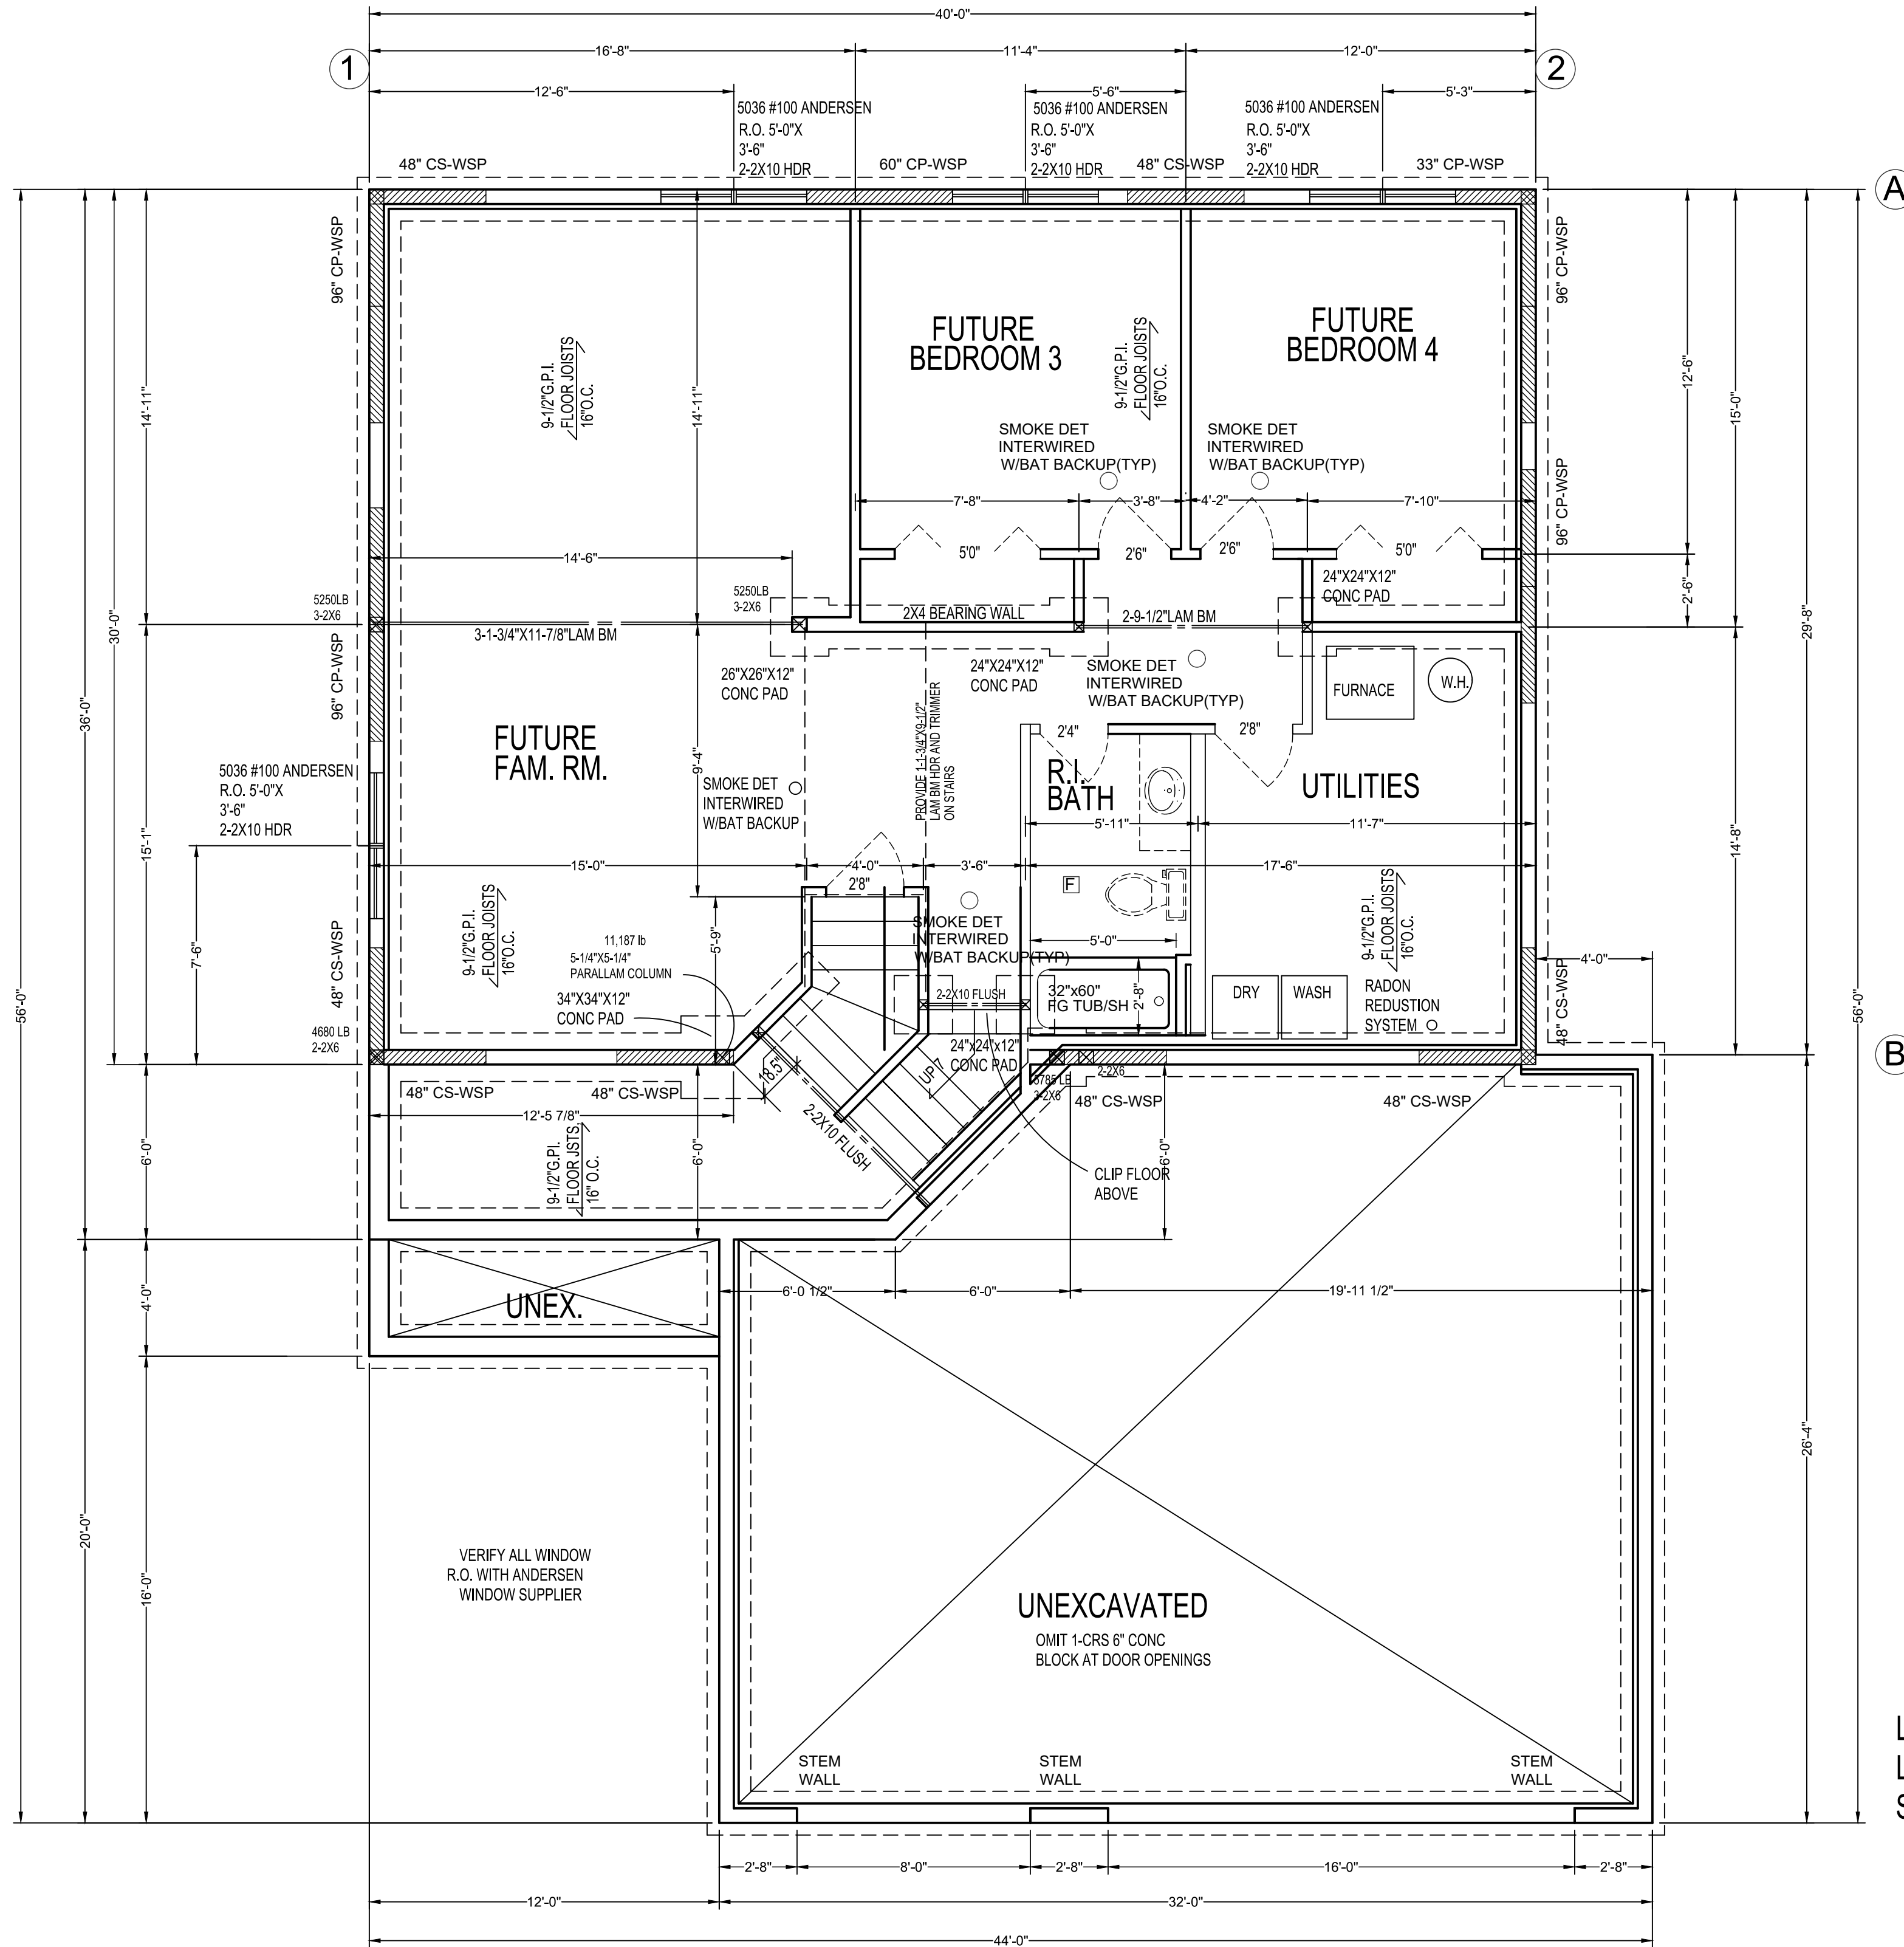 40'-0"
16'-8"
11'-4"
12'-0"
1
2
12'-6"
5'-6"
5'-3"
5036 #100 ANDERSEN
R.O. 5'-0"X
3'-6"
2-2X10 HDR
5036 #100 ANDERSEN
R.O. 5'-0"X
3'-6"
2-2X10 HDR
5036 #100 ANDERSEN
R.O. 5'-0"X
3'-6"
2-2X10 HDR
48" CS-WSP
60" CP-WSP
48" CS-WSP
33" CP-WSP
A
96" CP-WSP
96" CP-WSP
FUTURE
BEDROOM 3
FUTURE
BEDROOM 4
9-1/2"G.P.I.
FLOOR JOISTS
16"O.C.
9-1/2"G.P.I.
FLOOR JOISTS
16"O.C.
14'-11"
14'-11"
12'-6"
15'-0"
SMOKE DET
INTERWIRED
W/BAT BACKUP(TYP)
SMOKE DET
INTERWIRED
W/BAT BACKUP(TYP)
96" CP-WSP
7'-8"
3'-8"
4'-2"
7'-10"
5'0"
2'6"
2'6"
5'0"
14'-6"
24"X24"X12"
CONC PAD
2'-6"
5250LB
3-2X6
5250LB
3-2X6
2X4 BEARING WALL
2-9-1/2"LAM BM
3-1-3/4"X11-7/8"LAM BM
30'-0"
29'-8"
96" CP-WSP
26"X26"X12"
CONC PAD
24"X24"X12"
CONC PAD
SMOKE DET
INTERWIRED
W/BAT BACKUP(TYP)
FURNACE
W.H.
36'-0"
FUTURE
FAM. RM.
9'-4"
PROVIDE 1-1-3/4"X9-1/2"
LAM BM HDR AND TRIMMER
ON STAIRS
2'4"
2'8"
R.I.
BATH
UTILITIES
5036 #100 ANDERSEN
R.O. 5'-0"X
3'-6"
2-2X10 HDR
SMOKE DET
INTERWIRED
W/BAT BACKUP
5'-11"
11'-7"
15'-1"
14'-8"
15'-0"
4'-0"
3'-6"
17'-6"
2'8"
F
7'-6"
48" CS-WSP
9-1/2"G.P.I.
FLOOR JOISTS
16"O.C.
11,187 lb
5-1/4"X5-1/4"
PARALLAM COLUMN
34"X34"X12"
CONC PAD
5'-9"
SMOKE DET
INTERWIRED
W/BAT BACKUP(TYP)
5'-0"
9-1/2"G.P.I.
FLOOR JOISTS
16"O.C.
4'-0"
56'-0"
56'-0"
2-2X10 FLUSH
32"x60"
FG TUB/SH
2'-8"
DRY
WASH
RADON
REDUSTION
SYSTEM
48" CS-WSP
4680 LB
2-2X6
24"x24"x12"
CONC PAD
B
18.5"
UP 7
3-2X6
2-2X6
48" CS-WSP
48" CS-WSP
48" CS-WSP
48" CS-WSP
12'-5 7/8"
2-2X10 FLUSH
6'-0"
9-1/2"G.P.I.
FLOOR JSTS.
16" O.C.
6'-0"
6'-0"
CLIP FLOOR
ABOVE
4'-0"
UNEX.
6'-0 1/2"
6'-0"
19'-11 1/2"
26'-4"
20'-0"
16'-0"
VERIFY ALL WINDOW
R.O. WITH ANDERSEN
WINDOW SUPPLIER
UNEXCAVATED
OMIT 1-CRS 6" CONC
BLOCK AT DOOR OPENINGS
STEM
WALL
STEM
WALL
STEM
WALL
2'-8"
8'-0"
2'-8"
16'-0"
2'-8"
12'-0"
32'-0"
44'-0"